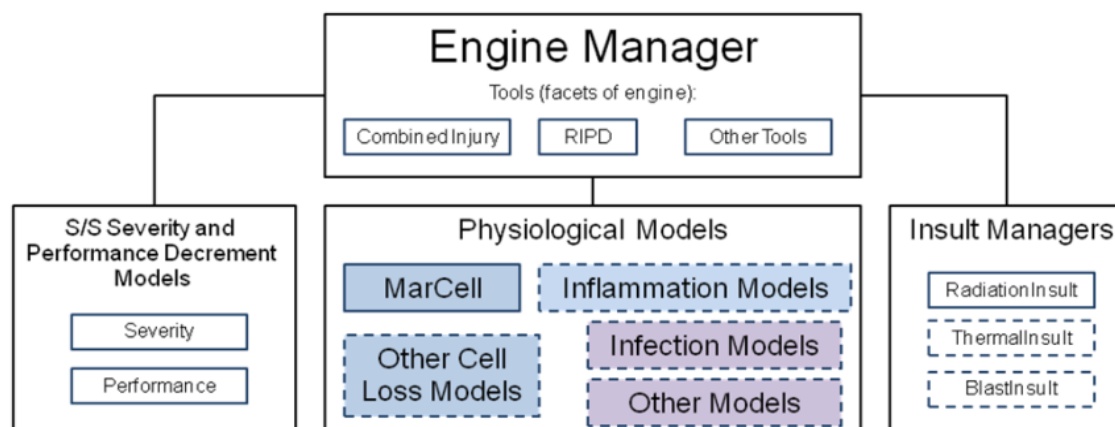 Engine Manager
Tools (facets of engine):
Combined Injury
RIPD
Other Tools
S/S Severity and
Performance Decrement
Models
Severity
Performance
Physiological Models
MarCell
Inflammation Models
Other Cell
Loss Models
Infection Models
Other Models
Insult Managers
RadiationInsult
ThermalInsult
BlastInsult